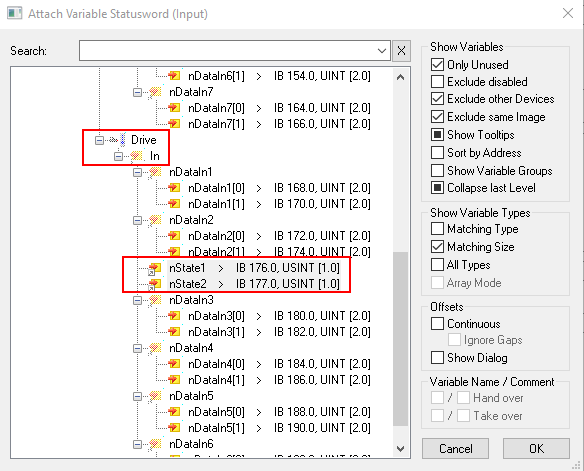 Attach Variable Statusword (Input)
Search:
X
nDataIn6[1] > IB 154.0, UINT [2.0]
nDataIn7
nDataIn7[0] > IB 164.0, UINT [2.0]
nDataIn7[1] > IB 166.0, UINT [2.0]
Drive
In
nDataIn1
nDataIn1[0] > IB 168.0, UINT [2.0]
nDataIn1[1] > IB 170.0, UINT [2.0]
nDataIn2
nDataIn2[0] > IB 172.0, UINT [2.0]
nDataIn2[1] > IB 174.0, UINT [2.0]
nState1 > IB 176.0, USINT [1.0]
nState2 > IB 177.0, USINT [1.0]
nDataIn3
nDataIn3[0] > IB 180.0, UINT [2.0]
nDataIn3[1] > IB 182.0, UINT [2.0]
nDataIn4
nDataIn4[0] > IB 184.0, UINT [2.0]
nDataIn4[1] > IB 186.0, UINT [2.0]
nDataIn5
nDataIn5[0] > IB 188.0, UINT [2.0]
nDataIn5[1] > IB 190.0, UINT [2.0]
nDataIn6
Show Variables
Only Unused
Exclude disabled
Exclude other Devices
Exclude same Image
Show Tooltips
Sort by Address
Show Variable Groups
Collapse last Level
Show Variable Types
Matching Type
Matching Size
All Types
Array Mode
Offsets
Continuous
Ignore Gaps
Show Dialog
Variable Name / Comment
/ Hand over
/ Take over
Cancel
OK